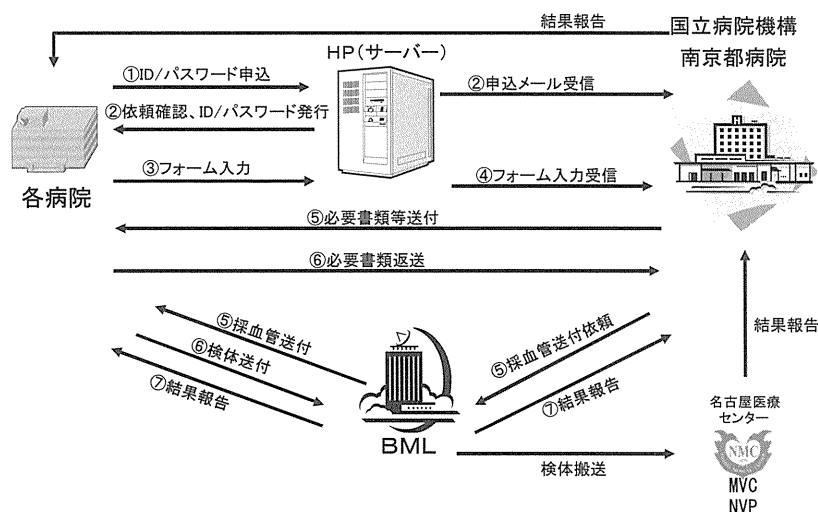 結果報告
国立病院機構
南京都病院
HP(サーバー)
①ID/パスワード申込
②申込メール受信
②依頼確認、ID/パスワード発行
③フォーム入力
④フォーム入力受信
各病院
⑤必要書類等送付
⑥必要書類返送
⑤採血管送付
⑥検体送付
⑦結果報告
⑤採血管送付依頼
⑦結果報告
結果報告
BML
検体搬送
名古屋医療
センター
NMC
MVC
NVP